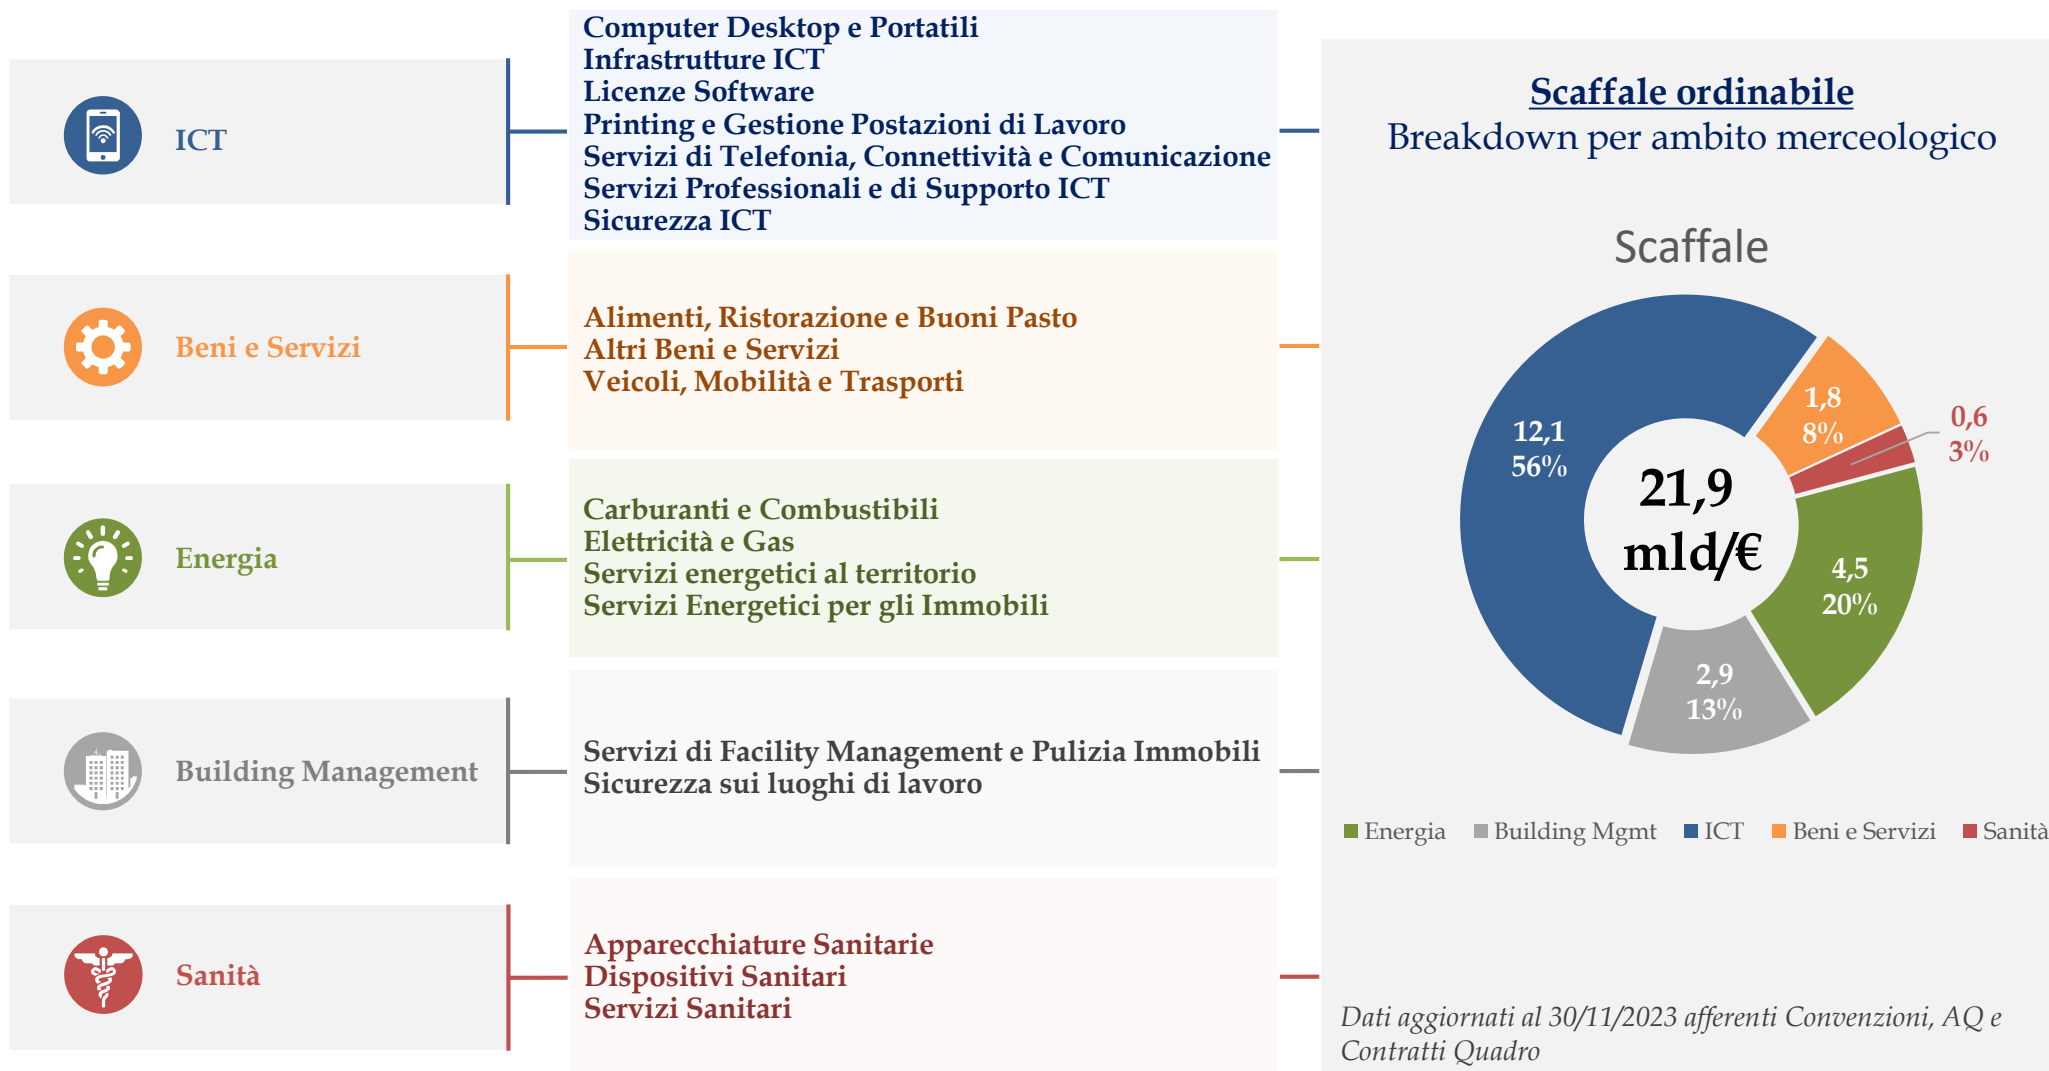 ICT
Computer Desktop e Portatili
Infrastrutture ICT
Licenze Software
Printing e Gestione Postazioni di Lavoro
Servizi di Telefonia, Connettività e Comunicazione
Servizi Professionali e di Supporto ICT
Sicurezza ICT
Beni e Servizi
Alimenti, Ristorazione e Buoni Pasto
Altri Beni e Servizi
Veicoli, Mobilità e Trasporti
Energia
Carburanti e Combustibili
Elettricità e Gas
Servizi energetici al territorio
Servizi Energetici per gli Immobili
Building Management
Servizi di Facility Management e Pulizia Immobili
Sicurezza sui luoghi di lavoro
Sanità
Apparecchiature Sanitarie
Dispositivi Sanitari
Servizi Sanitari
Scaffale ordinabile
Breakdown per ambito merceologico
Scaffale
12,1
56%
1,8
8%
0,6
3%
21,9
mld/€
4,5
20%
2,9
13%
Energia Building Mgmt ICT Beni e Servizi Sanità
Dati aggiornati al 30/11/2023 afferenti Convenzioni, AQ e
Contratti Quadro